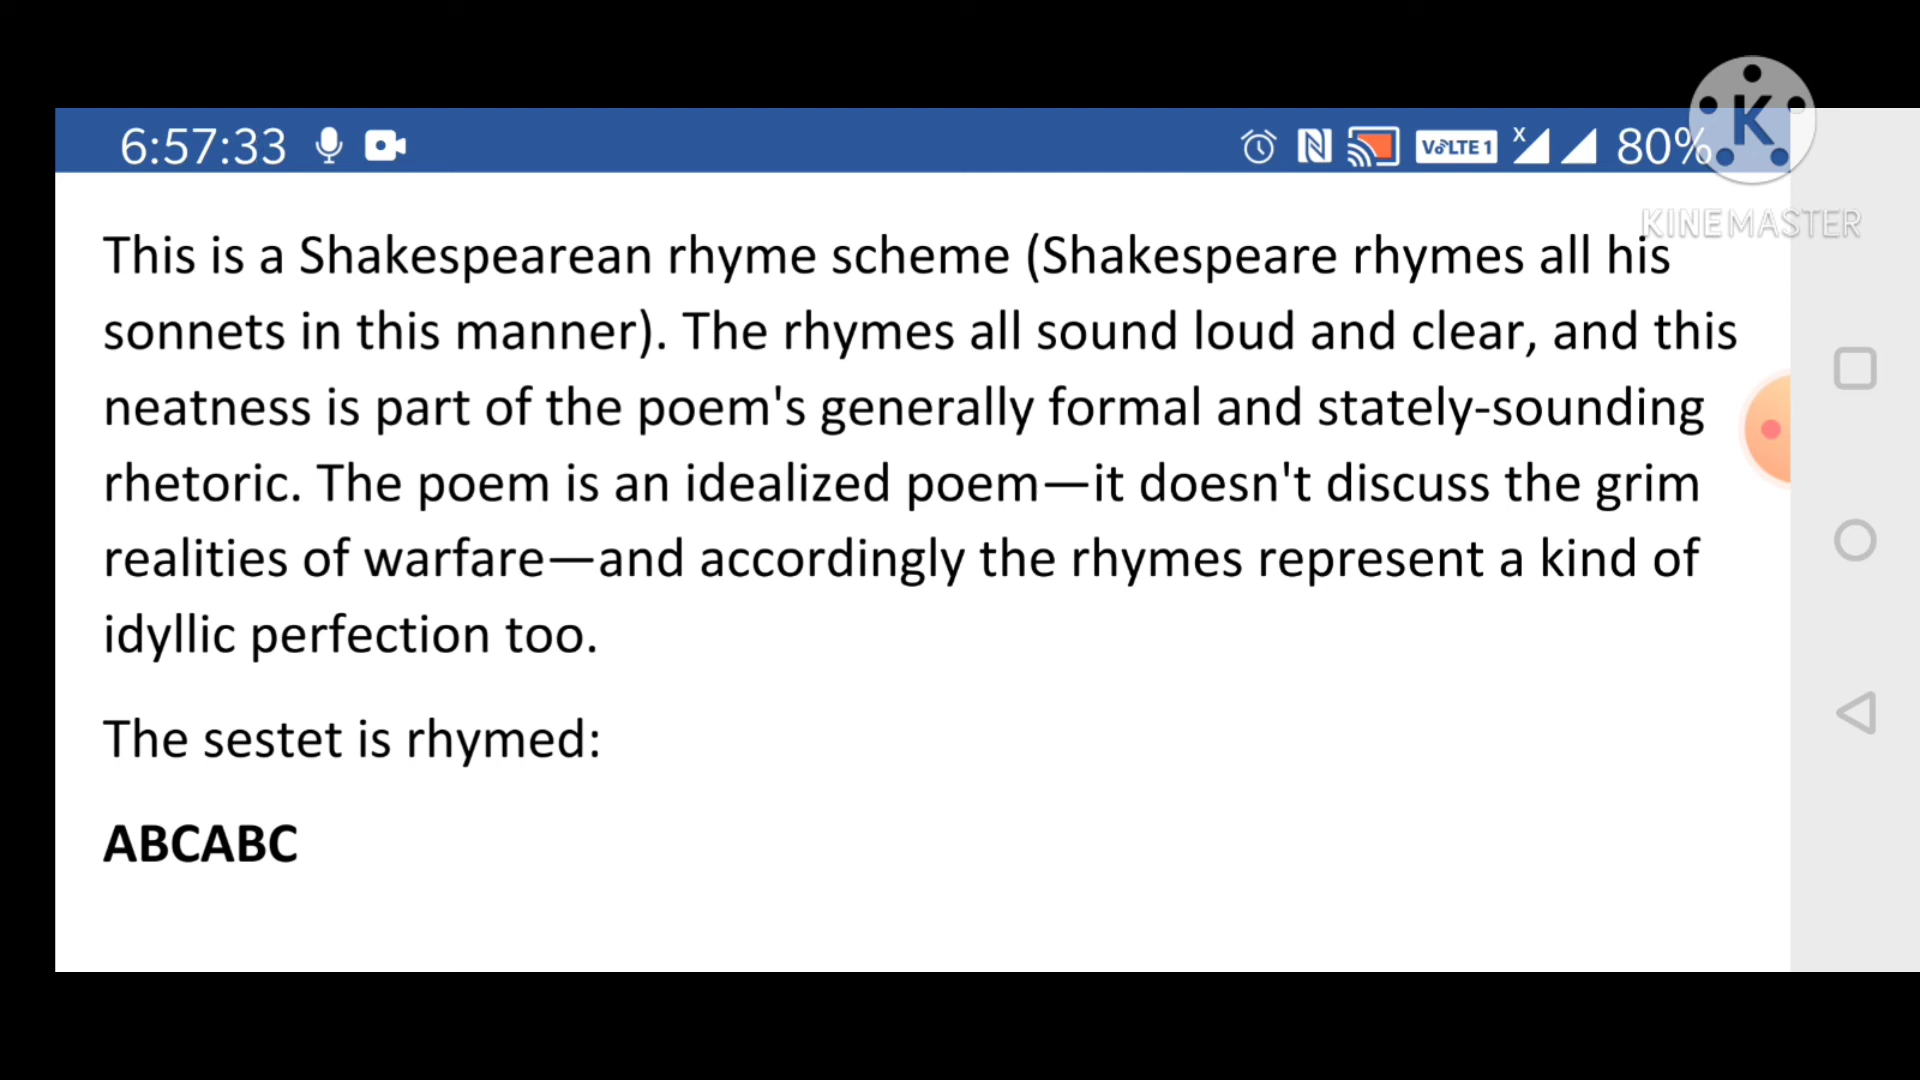 6:57:33
VoLTE 1
x
80%
K
KINEMASTER
This is a Shakespearean rhyme scheme (Shakespeare rhymes all his
sonnets in this manner). The rhymes all sound loud and clear, and this
neatness is part of the poem's generally formal and stately-sounding
rhetoric. The poem is an idealized poem—it doesn't discuss the grim
realities of warfare—and accordingly the rhymes represent a kind of
idyllic perfection too.
The sestet is rhymed:
ABCABC